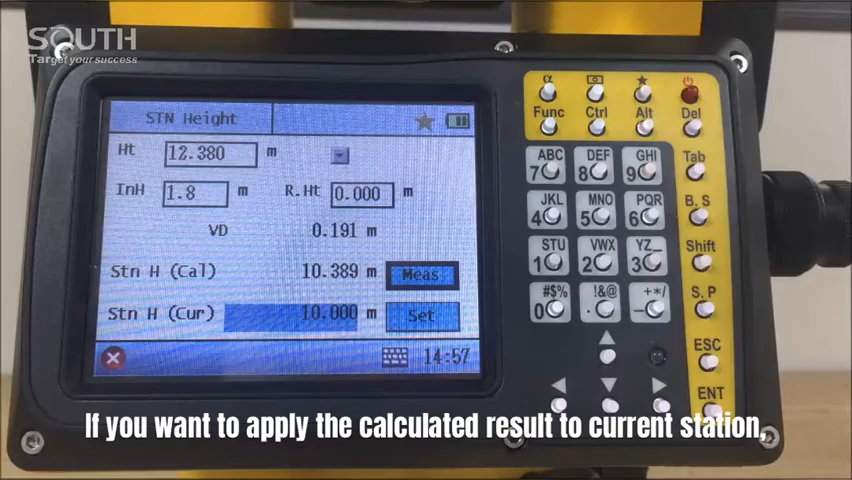 SOUTH
Target your success
STN Height
Ht 12.380 m
InH 1.8 m R.Ht 0.000 m
VD 0.191 m
Stn H (Cal) 10.389 m Meas
Stn H (Cur) 10.000 m Set
14:57
α ★
Func Ctrl Alt Del
ABC DEF GHI
7 8 9 Tab
JKL MNO PQR
4 5 6 B.S
STU VWX YZ_
1 2 3 Shift
#$% !&@ +*/
0 . - S.P
ESC
ENT
If you want to apply the calculated result to current station,